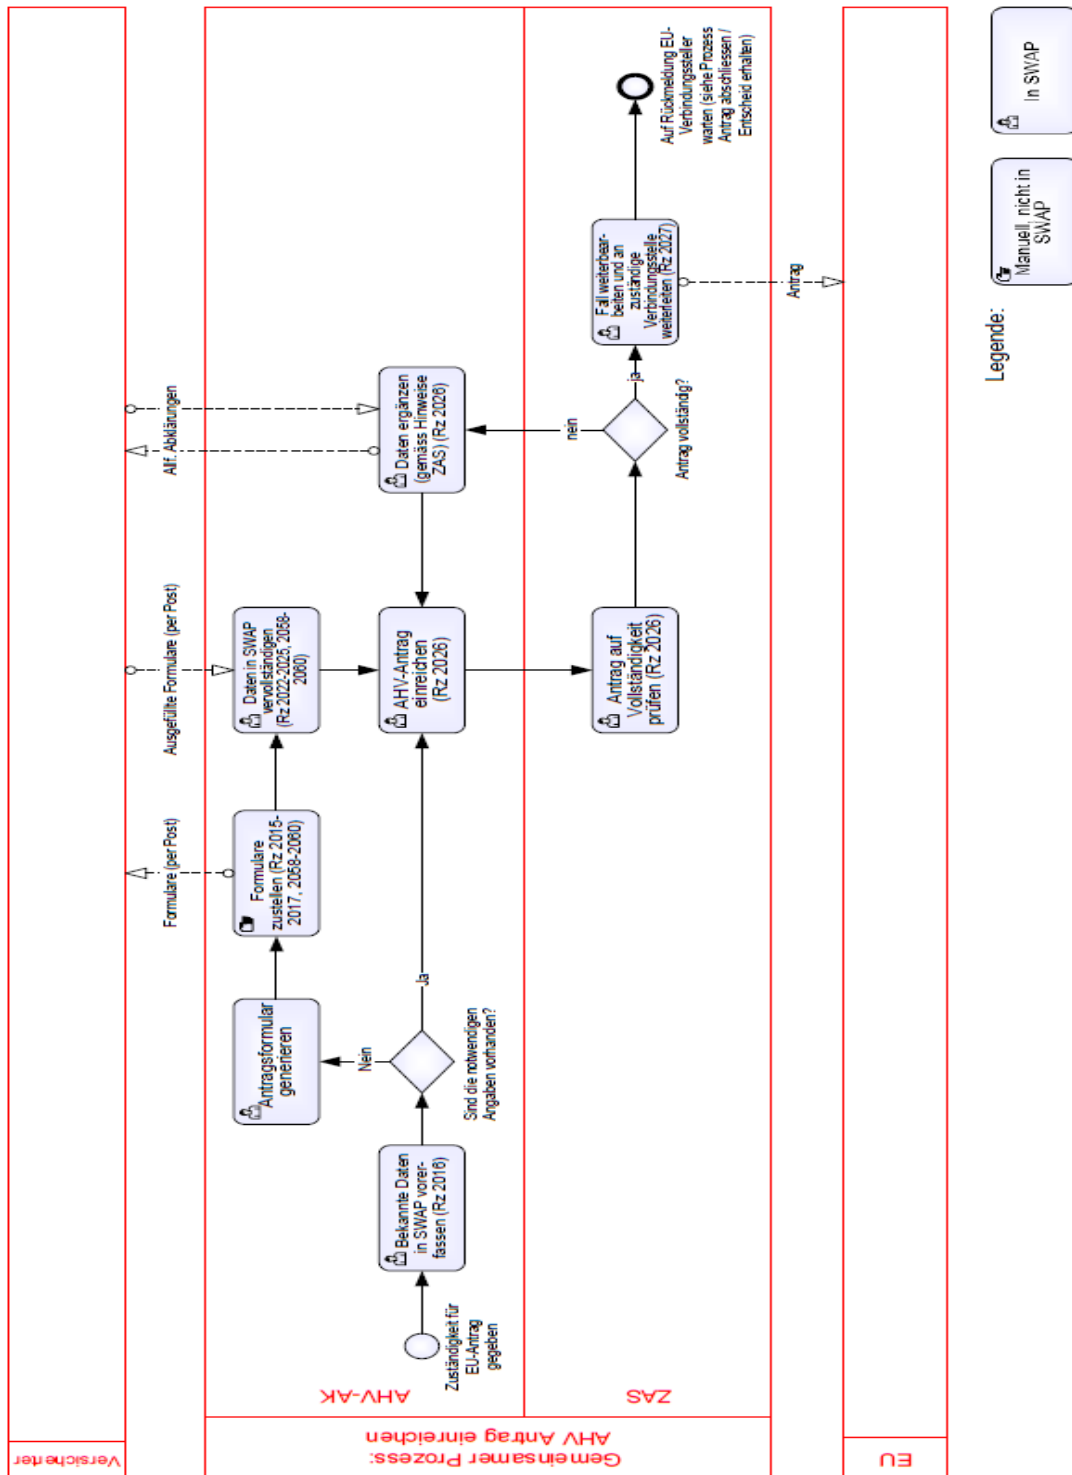 Versicherter
Gemeinsamer Prozess:
AHV Antrag einreichen
AHV-AK
ZAS
EU
Zuständigkeit für
EU-Antrag
gegeben
Bekannte Daten
in SWAP vorer-
fassen (Rz 2016)
Sind die notwendigen
Angaben vorhanden?
Nein
Ja
Antragsformular
generieren
Formulare
zustellen (Rz 2015-
2017, 2058-2060)
Formulare (per Post)
Ausgefüllte Formulare (per Post)
Daten in SWAP
vervollständigen
(Rz 2022-2025, 2058-
2060)
AHV-Antrag
einreichen
(Rz 2026)
Antrag auf
Vollständigkeit
prüfen (Rz 2026)
Antrag vollständig?
nein
ja
Daten ergänzen
(gemäss Hinweise
ZAS) (Rz 2026)
Allf. Abklärungen
Fall weiterbear-
beiten und an
zuständige
Verbindungsstelle
weiterleiten (Rz 2027)
Antrag
Auf Rückmeldung EU-
Verbindungssteller
warten (siehe Prozess
Antrag abschliessen /
Entscheid erhalten)
Legende:
Manuell, nicht in
SWAP
In SWAP